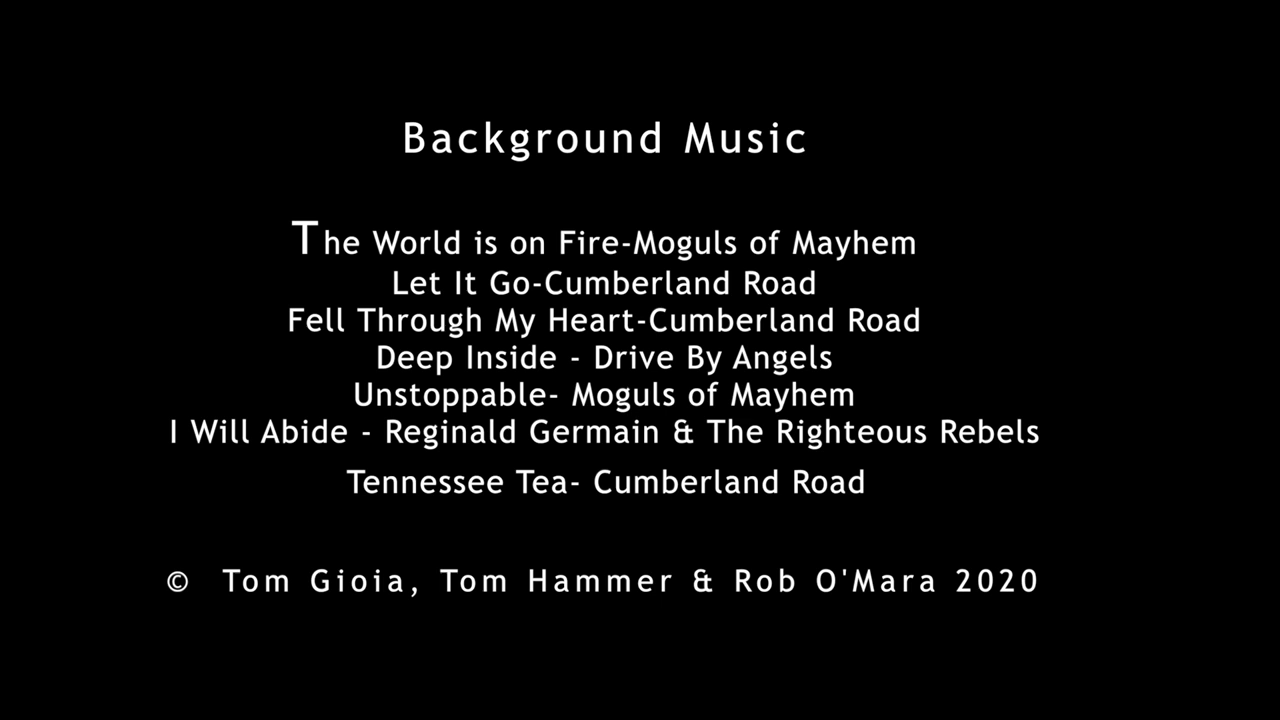 Background Music
The World is on Fire-Moguls of Mayhem
Let It Go-Cumberland Road
Fell Through My Heart-Cumberland Road
Deep Inside - Drive By Angels
Unstoppable- Moguls of Mayhem
I Will Abide - Reginald Germain & The Righteous Rebels
Tennessee Tea- Cumberland Road
© Tom Gioia, Tom Hammer & Rob O'Mara 2020